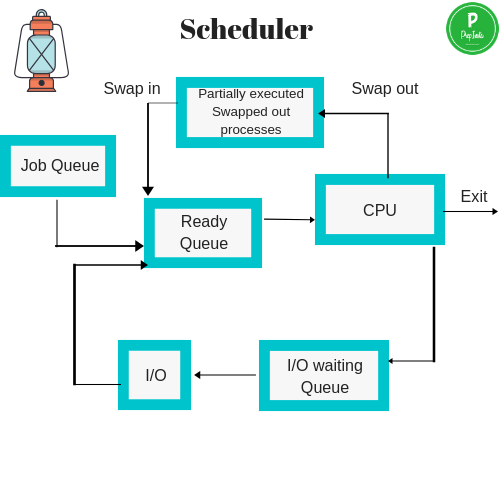 Scheduler
P
PrepInsta
Swap in
Partially executed
Swapped out
processes
Swap out
Job Queue
Ready
Queue
CPU
Exit
I/O
I/O waiting
Queue